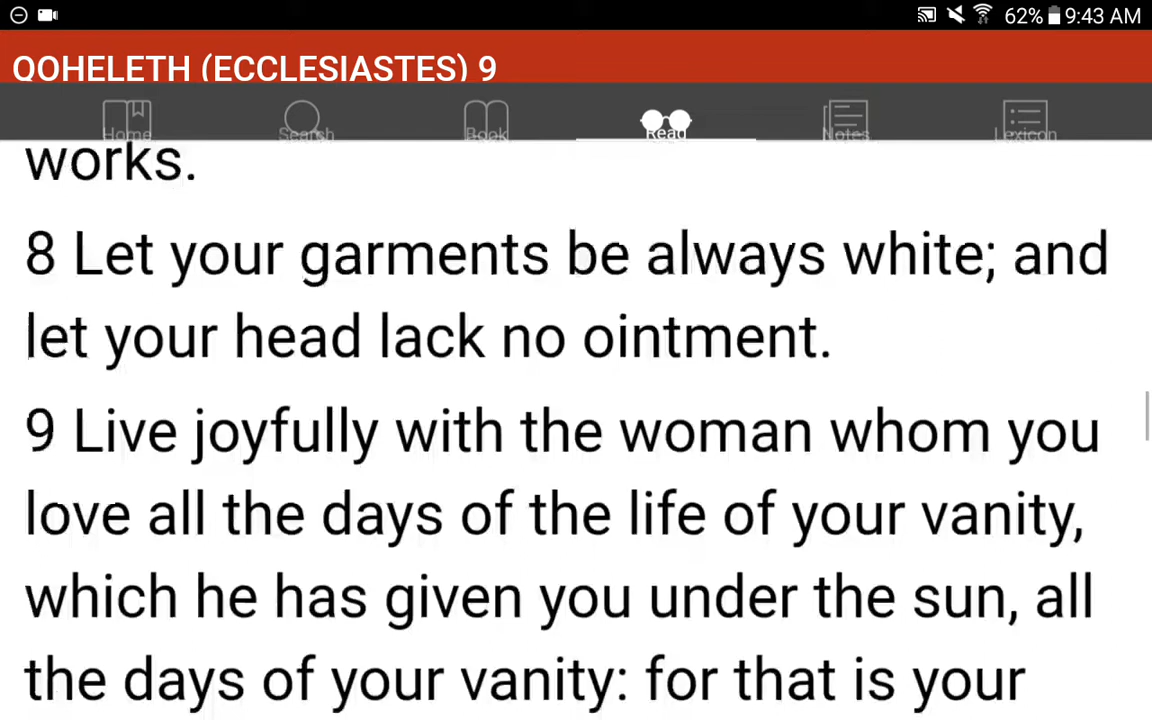 62% 9:43 AM
QOHELETH (ECCLESIASTES) 9
Home Search Book Read Notes Lexicon
works.
8 Let your garments be always white; and
let your head lack no ointment.
9 Live joyfully with the woman whom you
love all the days of the life of your vanity,
which he has given you under the sun, all
the days of your vanity: for that is your